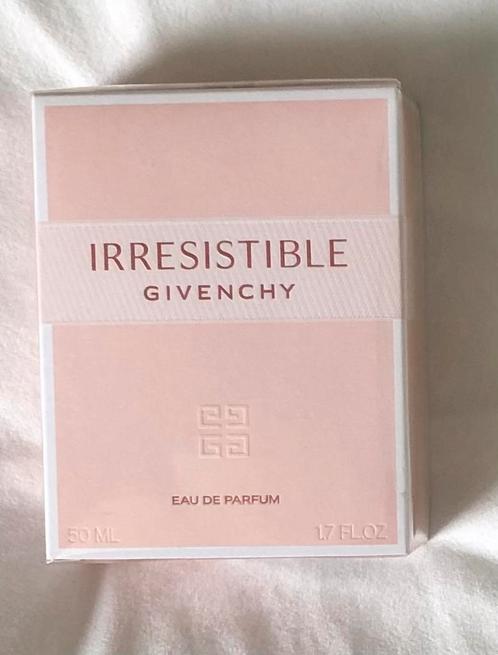 IRRESISTIBLE
GIVENCHY
EAU DE PARFUM
50 ML 1.7 FL.OZ